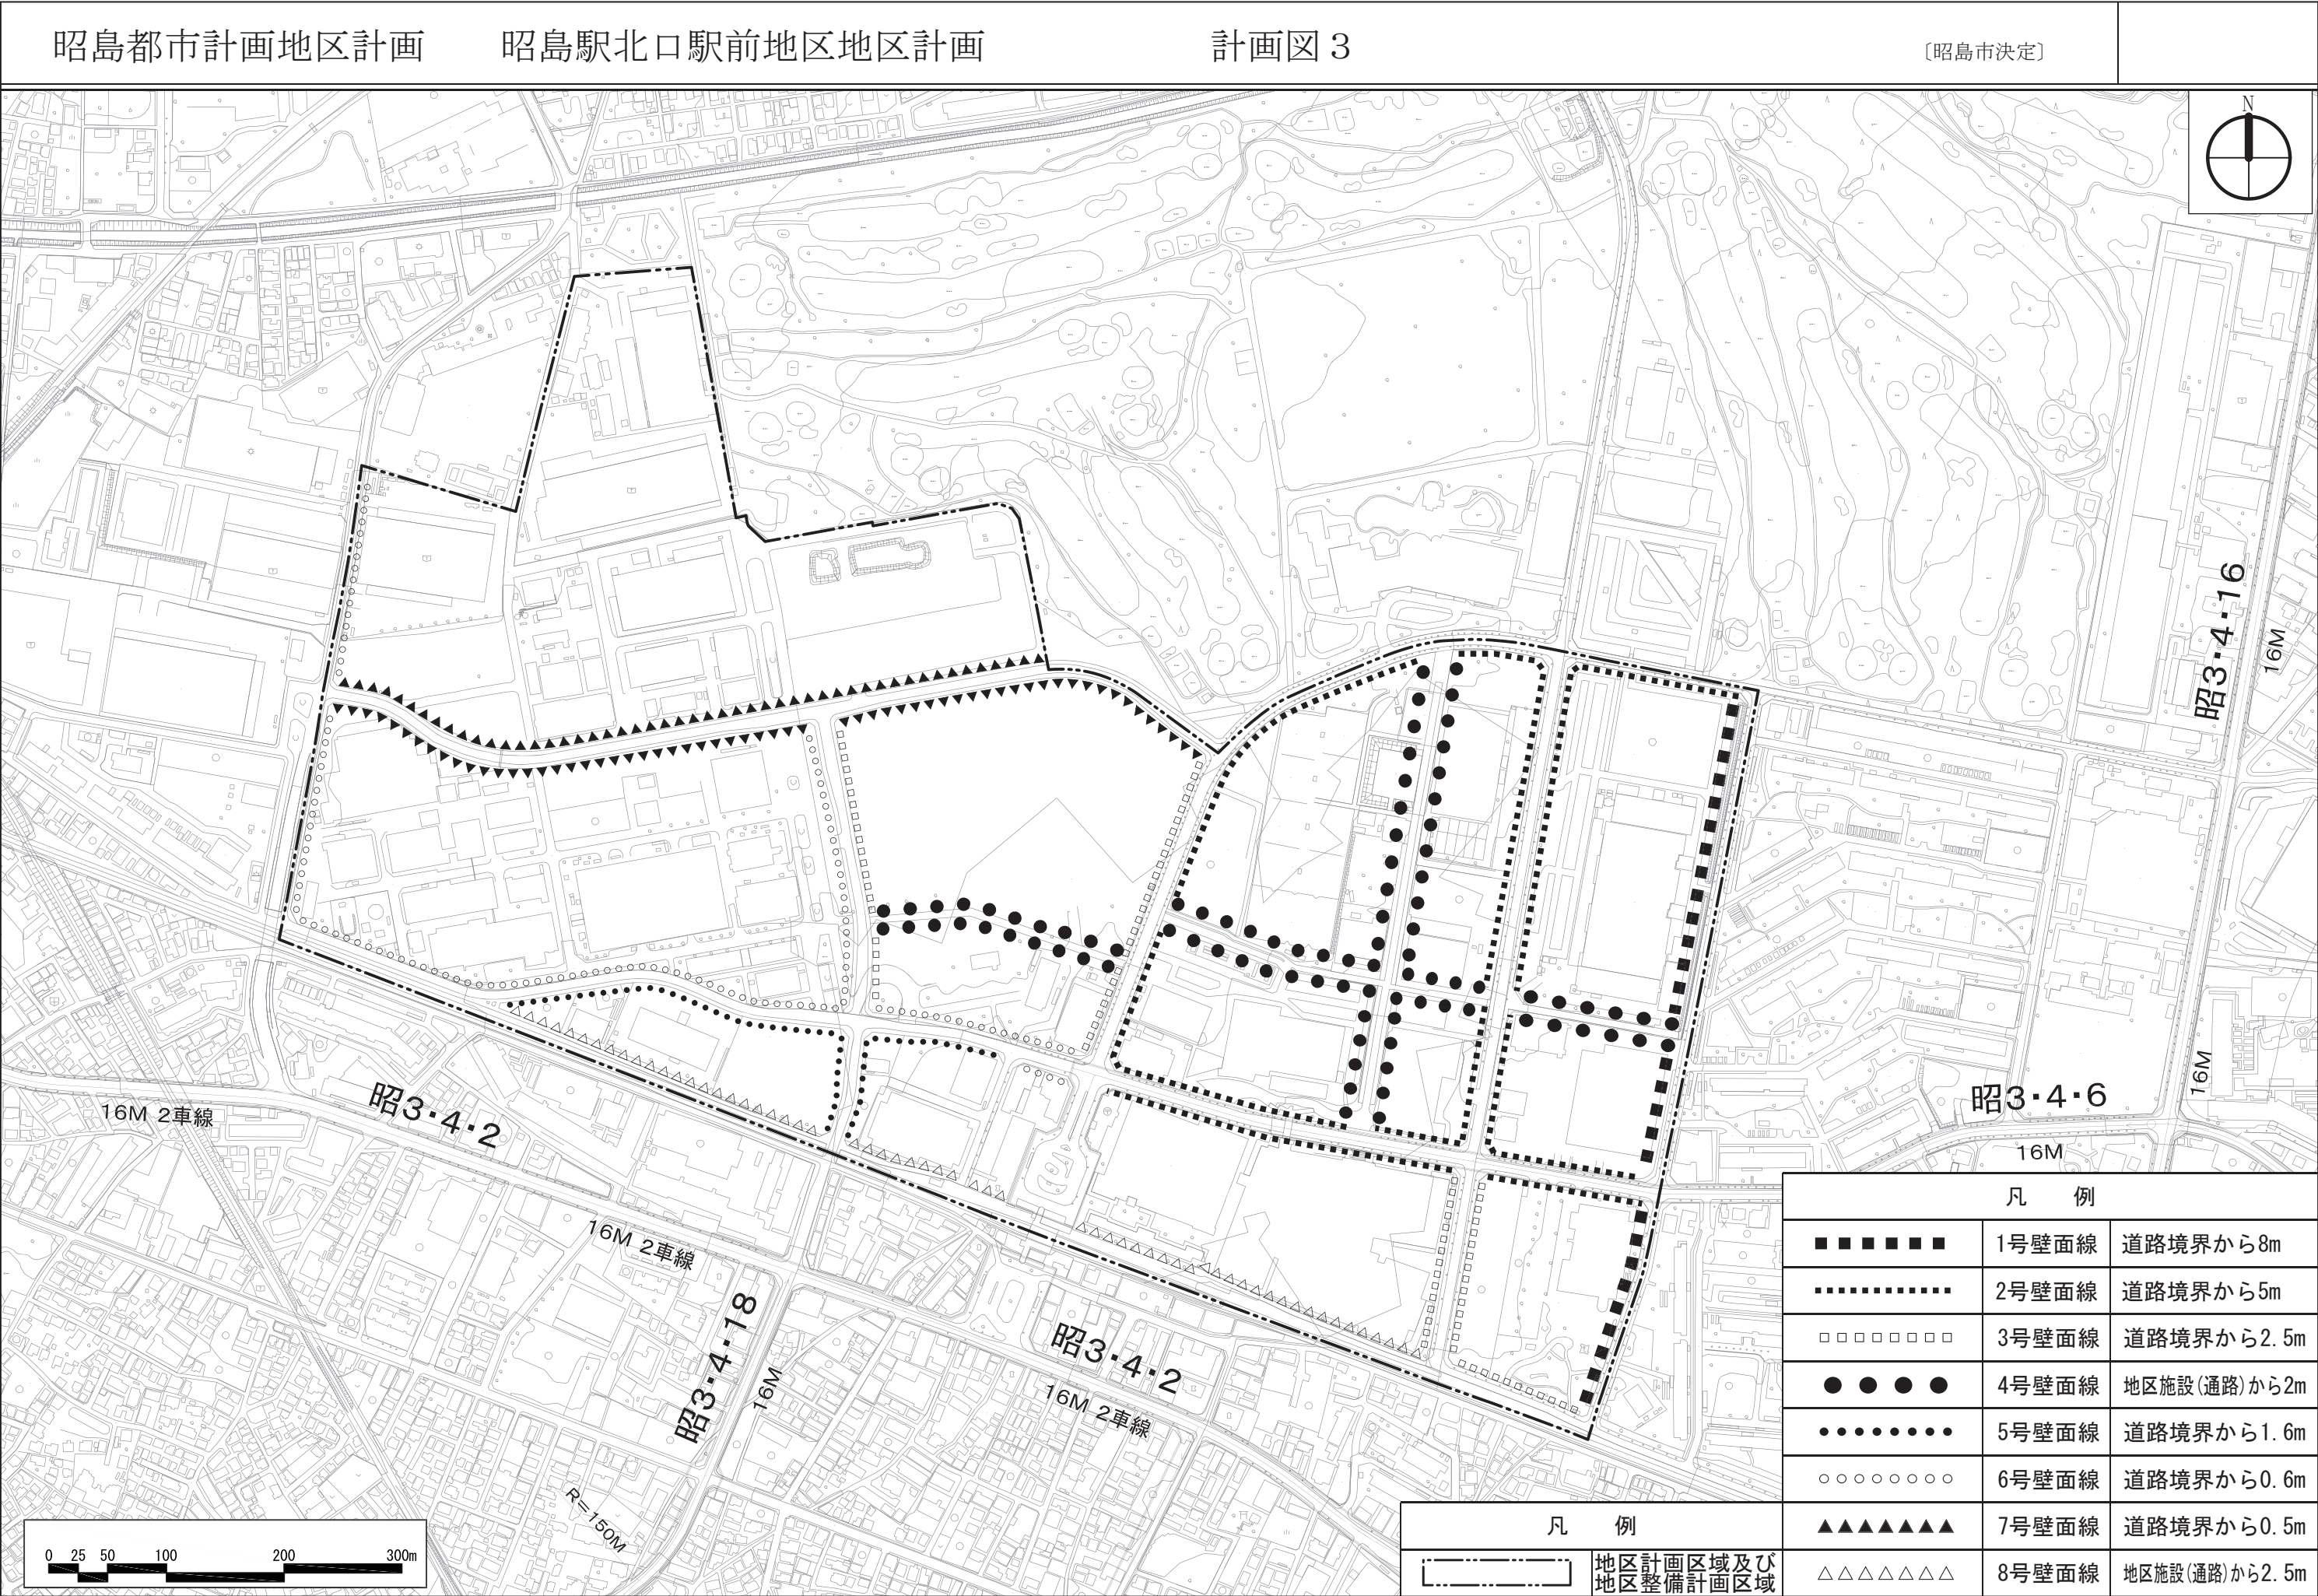 昭島都市計画地区計画　昭島駅北口駅前地区地区計画　計画図３　〔昭島市決定〕
N
昭3・4・16
16M
昭3・4・2
16M 2車線
昭3・4・6
16M
16M
16M 2車線
昭3・4・18
16M
昭3・4・2
16M 2車線
R＝150M
0 25 50 100 200 300m
凡　例
地区計画区域及び
地区整備計画区域
凡　例
1号壁面線 道路境界から8m
2号壁面線 道路境界から5m
3号壁面線 道路境界から2.5m
4号壁面線 地区施設(通路)から2m
5号壁面線 道路境界から1.6m
6号壁面線 道路境界から0.6m
7号壁面線 道路境界から0.5m
8号壁面線 地区施設(通路)から2.5m